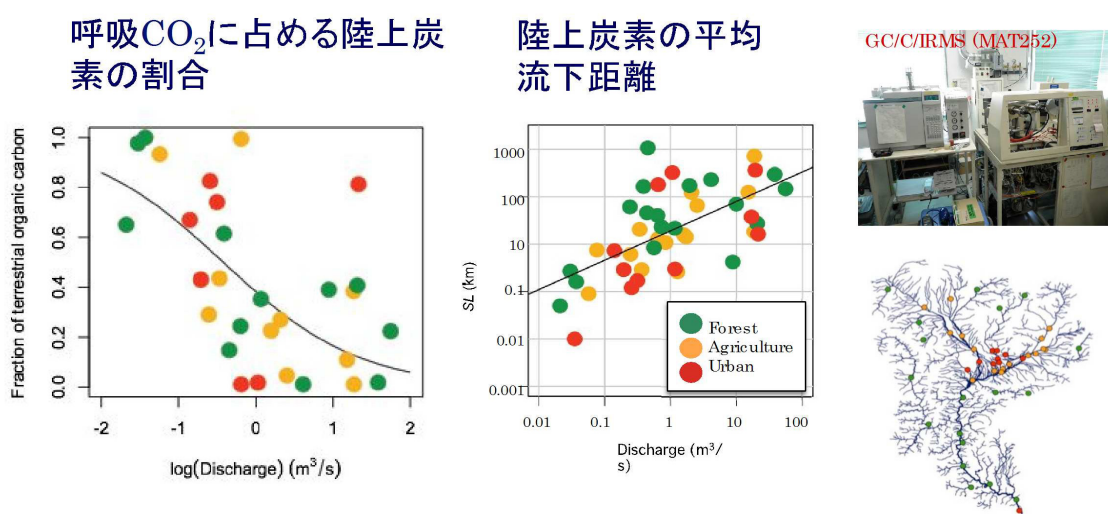 呼吸CO2に占める陸上炭
素の割合
陸上炭素の平均
流下距離
GC/C/IRMS (MAT252)
Fraction of terrestrial organic carbon
1.0
0.8
0.6
0.4
0.2
0.0
-2 -1 0 1 2
log(Discharge) (m3/s)
SL (km)
1000
100
10
0.1
0.01
0.001
Forest
Agriculture
Urban
0.01 0.1 1 10 100
Discharge (m3/
s)